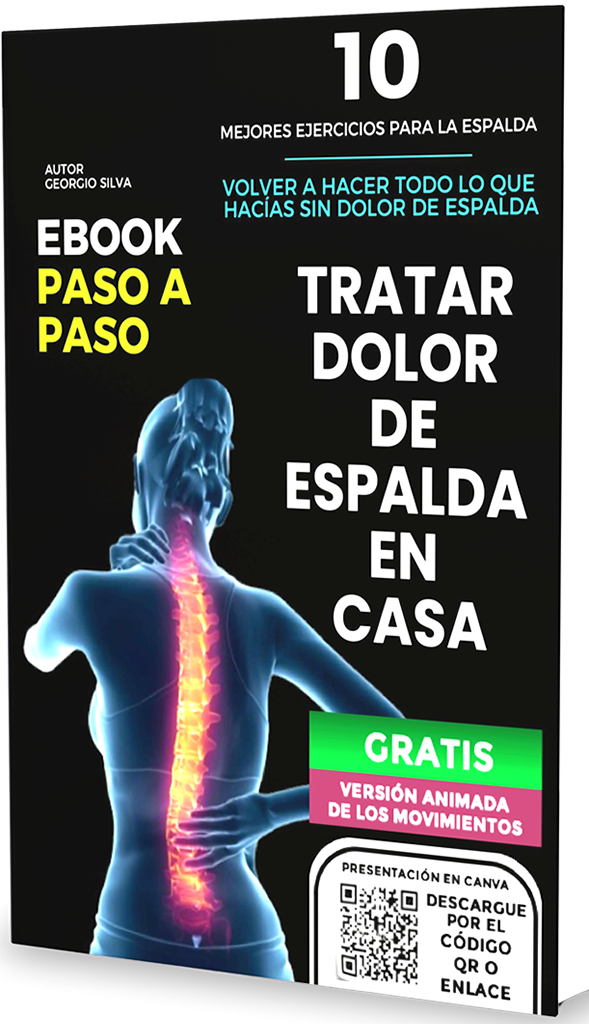 10
MEJORES EJERCICIOS PARA LA ESPALDA
VOLVER A HACER TODO LO QUE
HACÍAS SIN DOLOR DE ESPALDA
AUTOR
GEORGIO SILVA
EBOOK
PASO A
PASO
TRATAR
DOLOR
DE
ESPALDA
EN
CASA
GRATIS
VERSIÓN ANIMADA
DE LOS MOVIMIENTOS
PRESENTACIÓN EN CANVA
DESCARGUE
POR EL
CÓDIGO
QR O
ENLACE